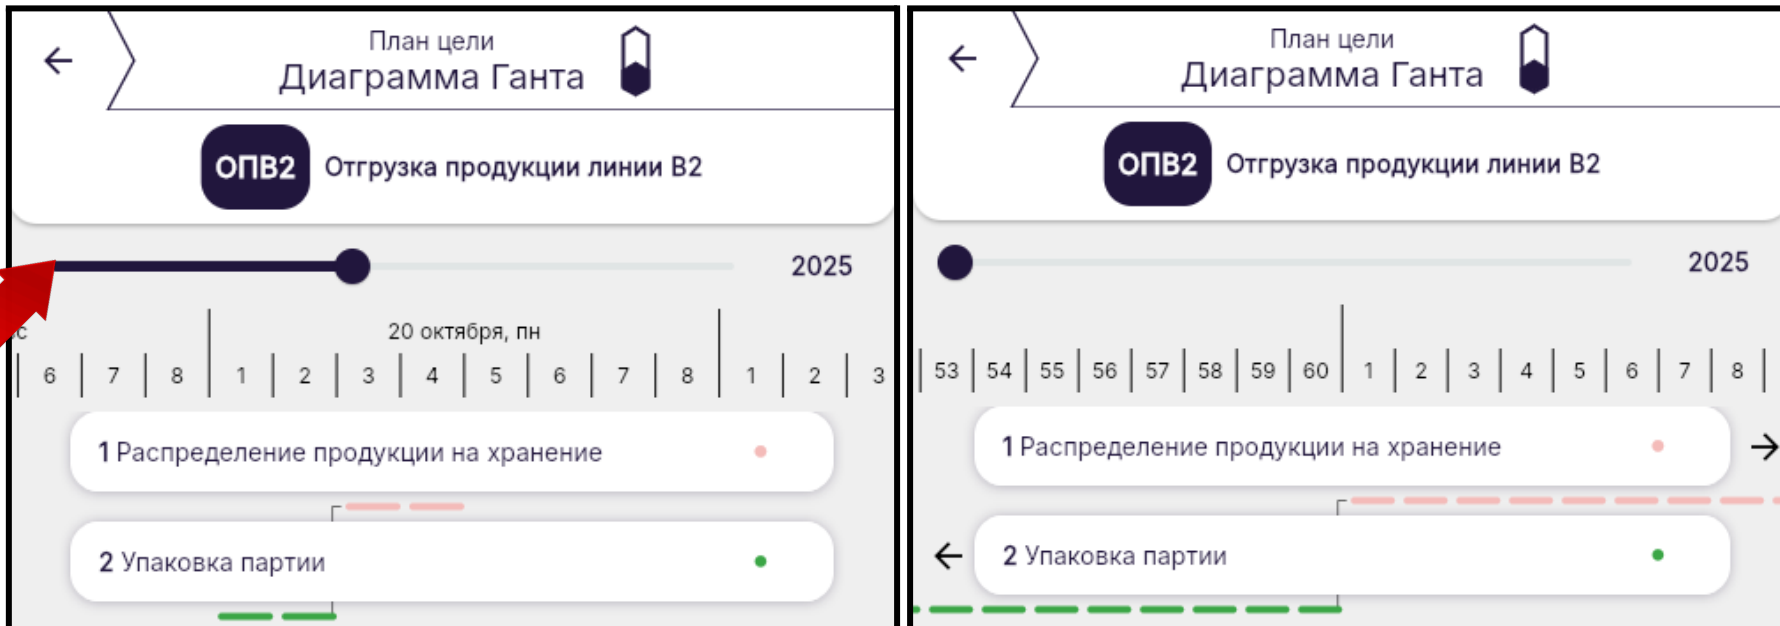 План цели
Диаграмма Ганта
ОПВ2 Отгрузка продукции линии В2
2025
20 октября, пн
6 7 8 1 2 3 4 5 6 7 8 1 2 3
1 Распределение продукции на хранение
2 Упаковка партии
План цели
Диаграмма Ганта
ОПВ2 Отгрузка продукции линии В2
2025
53 54 55 56 57 58 59 60 1 2 3 4 5 6 7 8
1 Распределение продукции на хранение
2 Упаковка партии